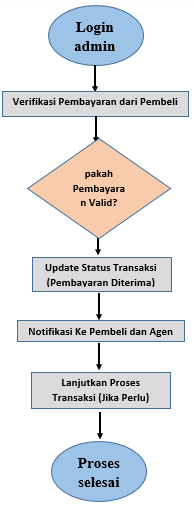 Login
admin
Verifikasi Pembayaran dari Pembeli
pakah
Pembayara
n Valid?
Update Status Transaksi
(Pembayaran Diterima)
Notifikasi Ke Pembeli dan Agen
Lanjutkan Proses
Transaksi (Jika Perlu)
Proses
selesai